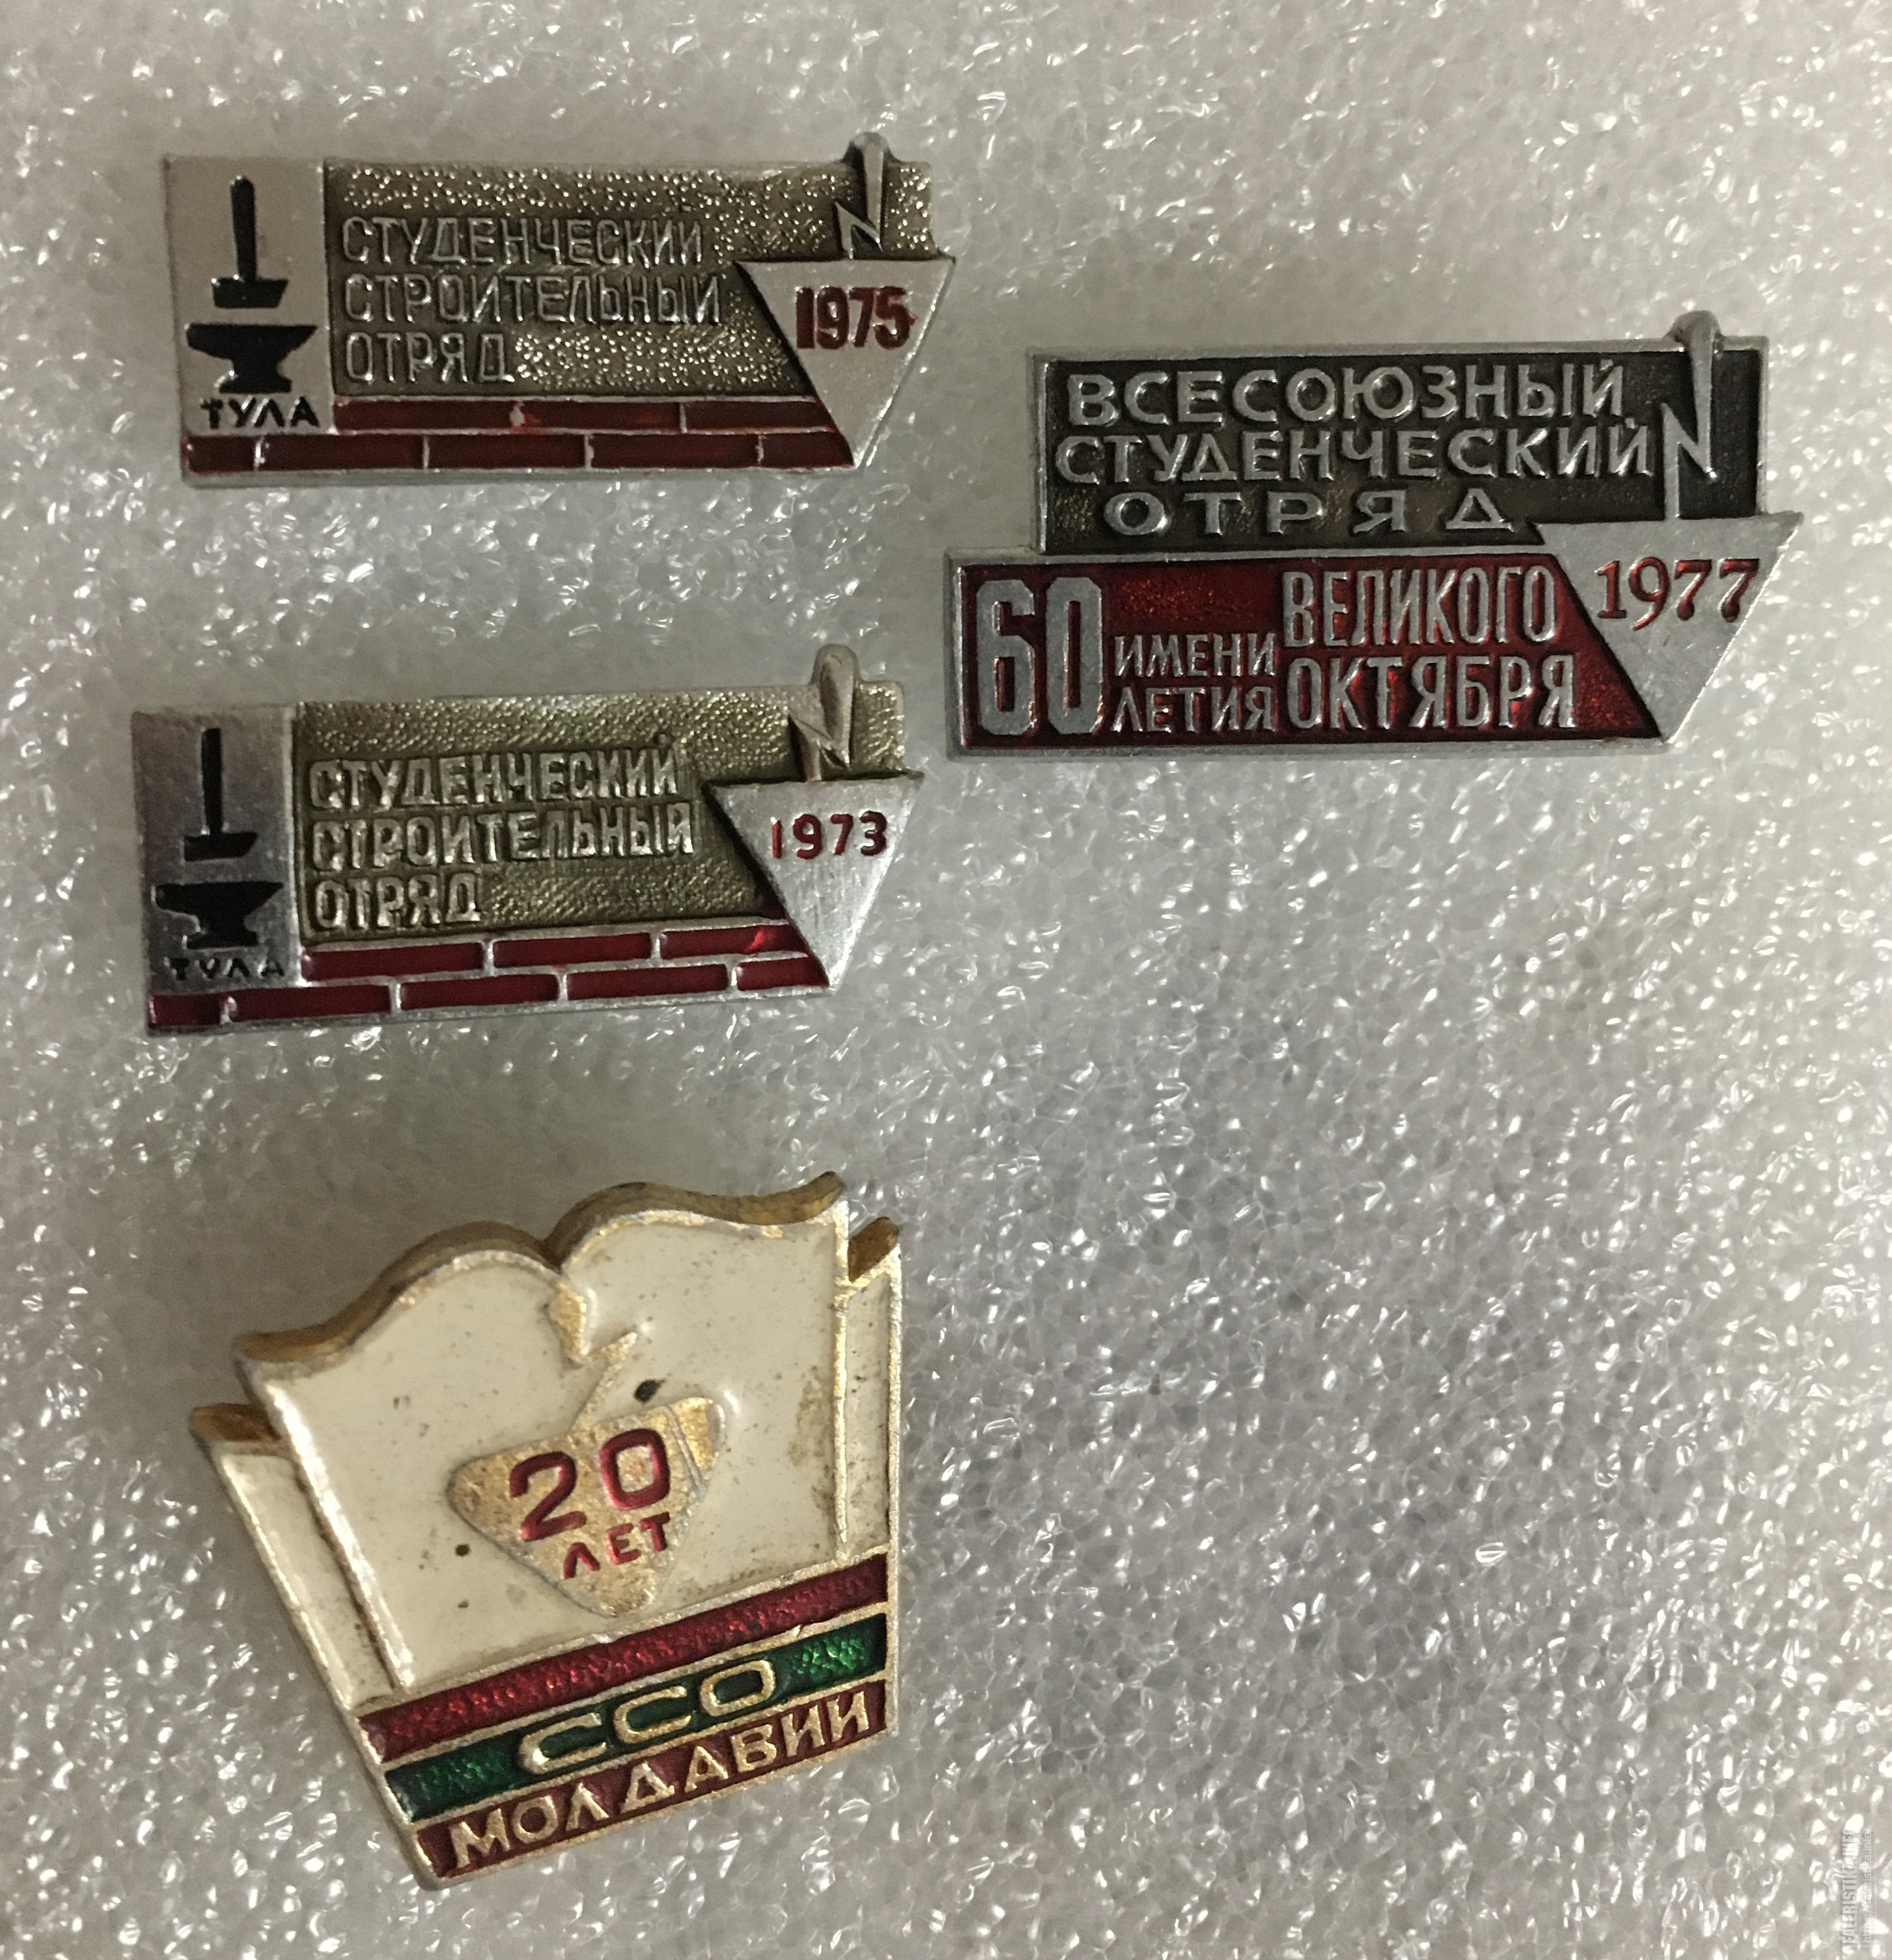 СТУДЕНЧЕСКИЙ
СТРОИТЕЛЬНЫЙ
ОТРЯД
1975
ТУЛА
ВСЕСОЮЗНЫЙ
СТУДЕНЧЕСКИЙ
ОТРЯД
1977
60 ИМЕНИ ЛЕТИЯ
ВЕЛИКОГО
ОКТЯБРЯ
СТУДЕНЧЕСКИЙ
СТРОИТЕЛЬНЫЙ
ОТРЯД
1973
ТУЛА
20
ЛЕТ
ССО
МОЛДАВИИ